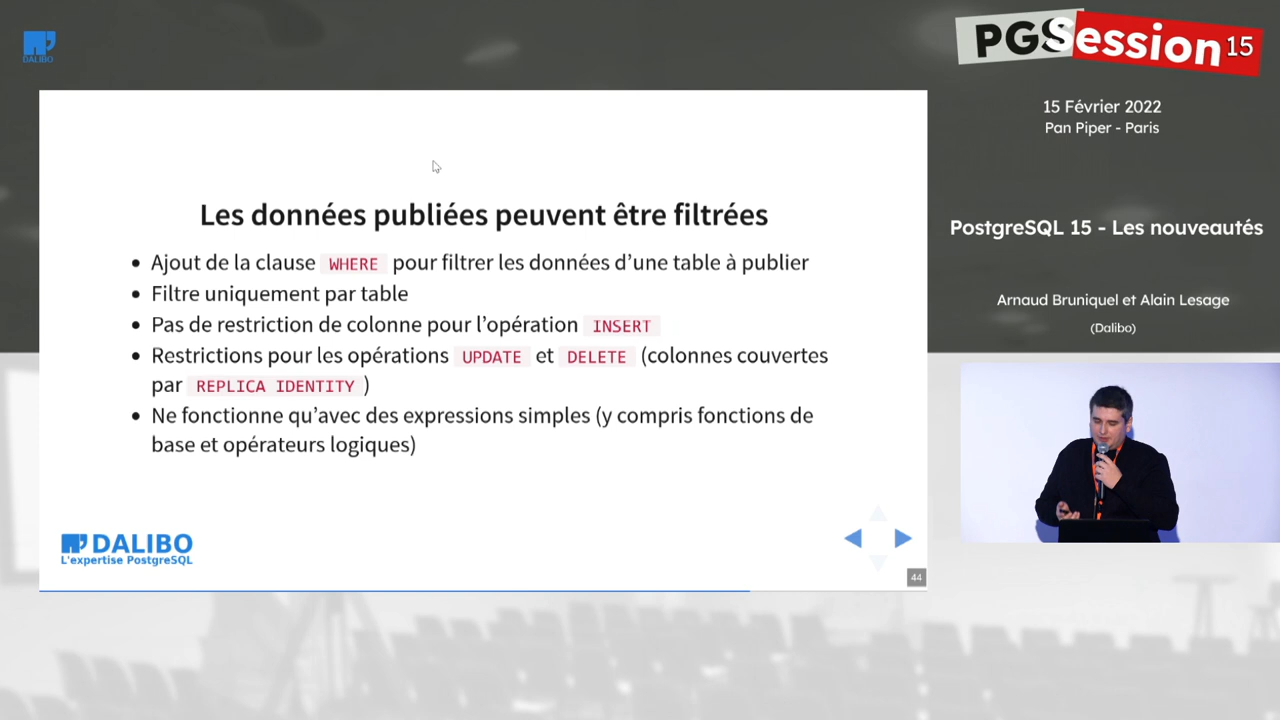 DALIBO
PGSession 15
15 Février 2022
Pan Piper - Paris
PostgreSQL 15 - Les nouveautés
Arnaud Bruniquel et Alain Lesage
(Dalibo)
Les données publiées peuvent être filtrées
Ajout de la clause WHERE pour filtrer les données d’une table à publier
Filtre uniquement par table
Pas de restriction de colonne pour l’opération INSERT
Restrictions pour les opérations UPDATE et DELETE (colonnes couvertes
par REPLICA IDENTITY )
Ne fonctionne qu’avec des expressions simples (y compris fonctions de
base et opérateurs logiques)
DALIBO
L'expertise PostgreSQL
44